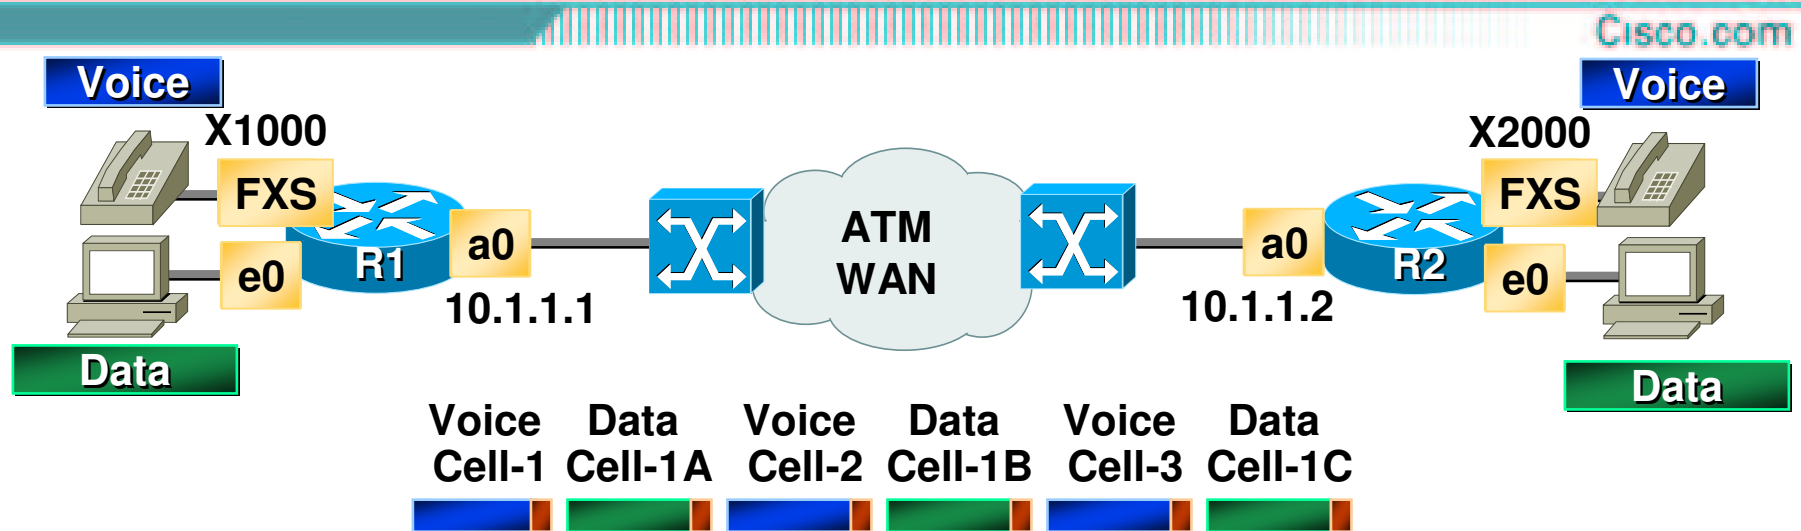 Cisco.com
Voice
Voice
X1000
X2000
FXS
FXS
ATM
WAN
R1
a0
a0
R2
e0
e0
10.1.1.1
10.1.1.2
Data
Data
Voice Data Voice Data Voice Data
Cell-1 Cell-1A Cell-2 Cell-1B Cell-3 Cell-1C